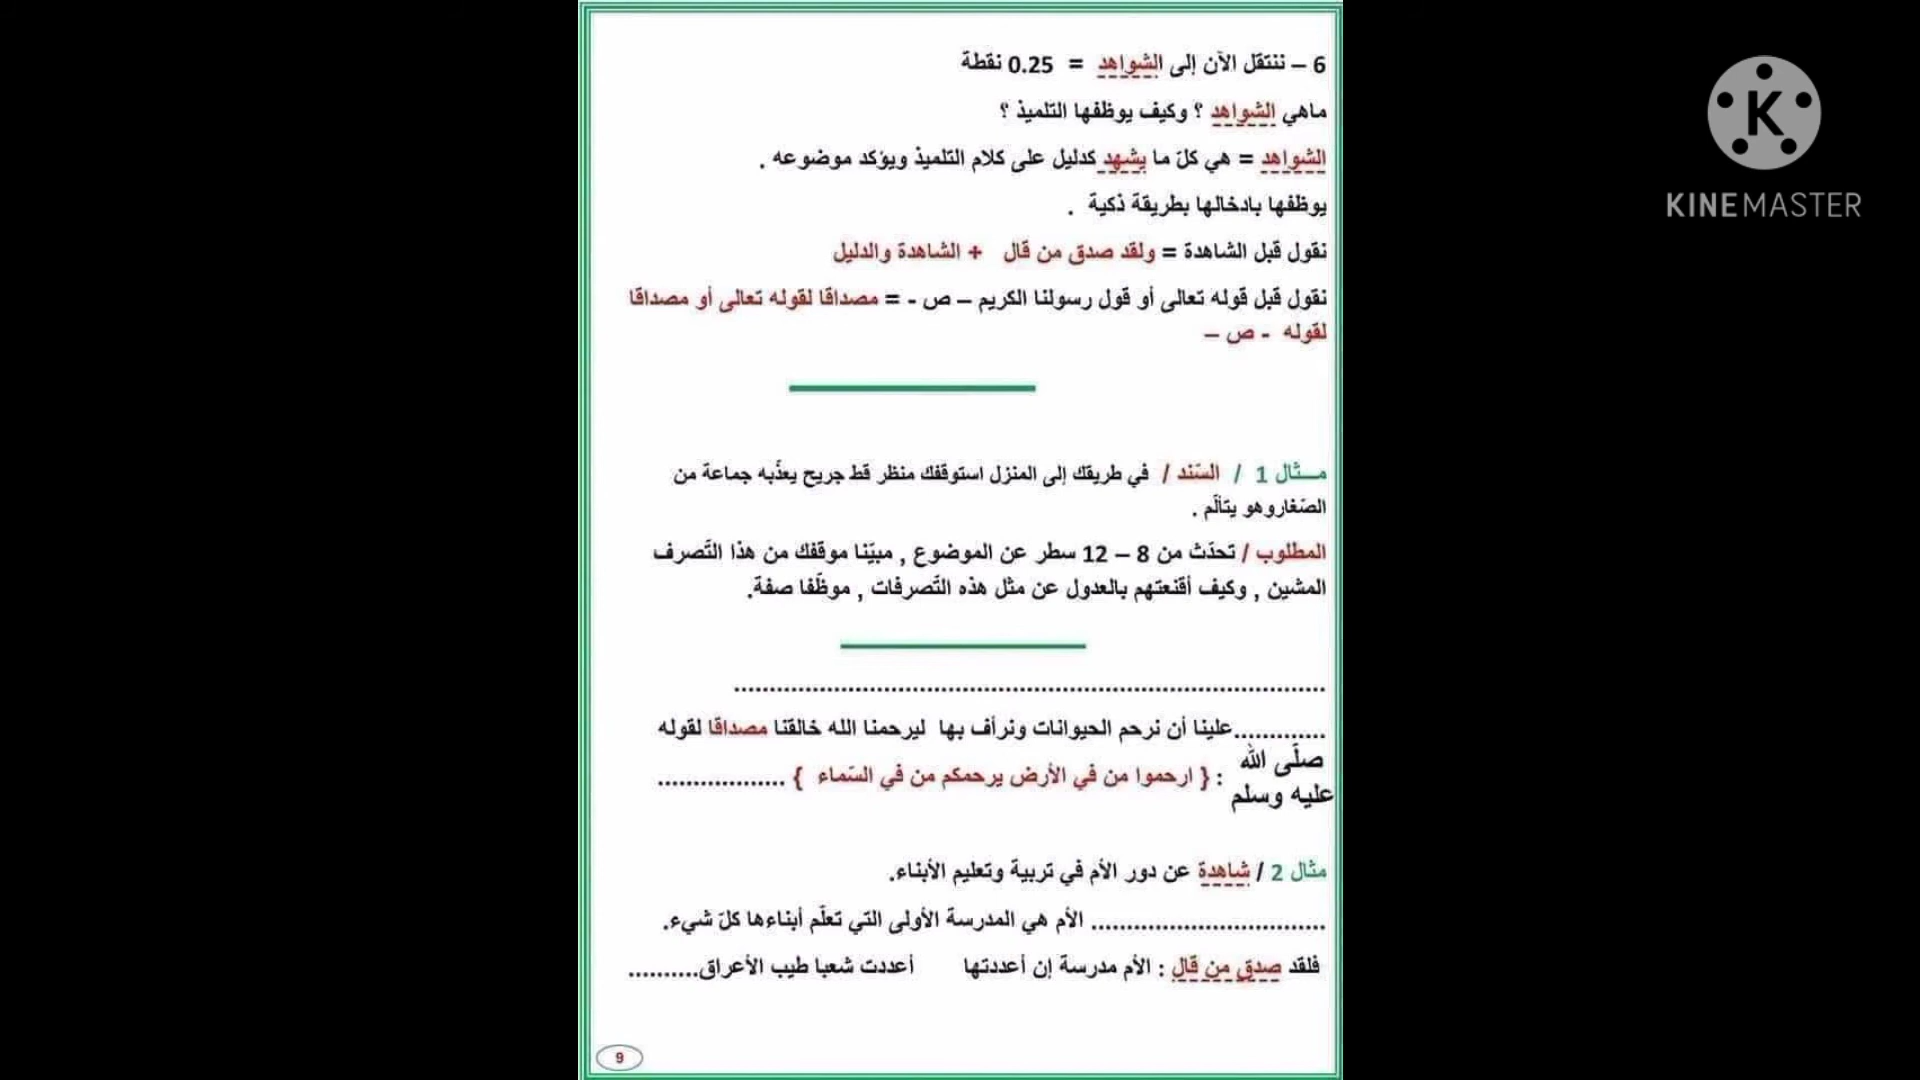 6 – ننتقل الآن إلى الشواهد = 0.25 نقطة
ماهي الشواهد ؟ وكيف يوظفها التلميذ ؟
الشواهد = هي كلّ ما يشهد كدليل على كلام التلميذ ويؤكد موضوعه .
يوظفها بادخالها بطريقة ذكية .
نقول قبل الشاهدة = ولقد صدق من قال + الشاهدة والدليل
نقول قبل قوله تعالى أو قول رسولنا الكريم – ص - = مصداقا لقوله تعالى أو مصداقا
لقوله - ص –
مـــثال 1 / السّند / في طريقك إلى المنزل استوقفك منظر قط جريح يعذّبه جماعة من
الصّغاروهو يتألّم .
المطلوب / تحدّث من 8 – 12 سطر عن الموضوع , مبيّنا موقفك من هذا التّصرف
المشين , وكيف أقنعتهم بالعدول عن مثل هذه التّصرفات , موظّفا صفة.
...................................................................................
.............علينا أن نرحم الحيوانات ونرأف بها ليرحمنا الله خالقنا مصداقا لقوله
صلّى الله
عليه وسلم : { ارحموا من في الأرض يرحمكم من في السّماء } ..................
مثال 2 / شاهدة عن دور الأم في تربية وتعليم الأبناء.
................................. الأم هي المدرسة الأولى التي تعلّم أبناءها كلّ شيء.
فلقد صدق من قال : الأم مدرسة إن أعددتها أعددت شعبا طيب الأعراق..........
9
K
KINEMASTER